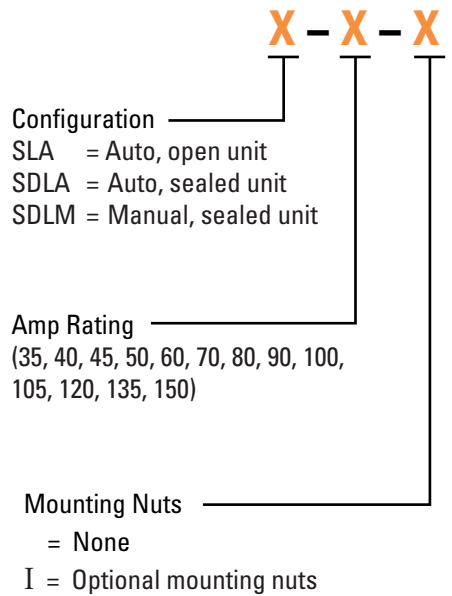 X – X – X
Configuration
SLA = Auto, open unit
SDLA = Auto, sealed unit
SDLM = Manual, sealed unit
Amp Rating
(35, 40, 45, 50, 60, 70, 80, 90, 100,
105, 120, 135, 150)
Mounting Nuts
= None
I = Optional mounting nuts